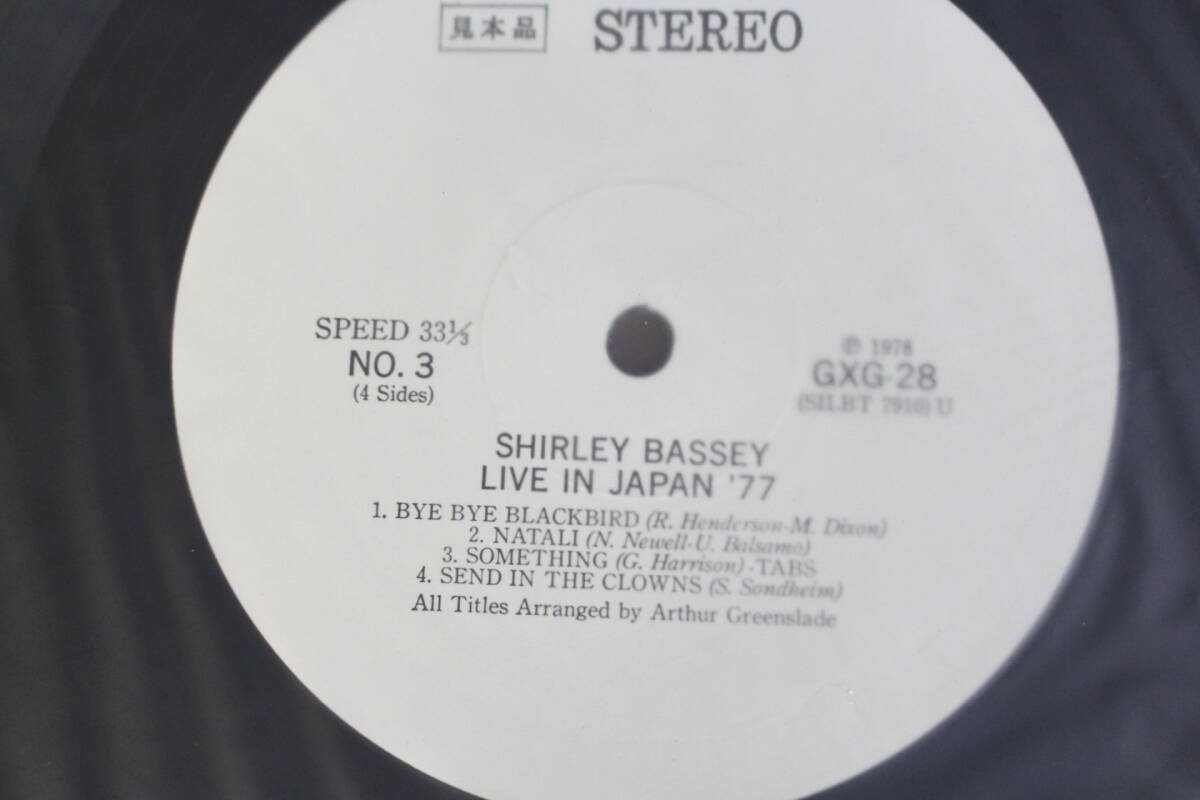 見本品 STEREO
SPEED 33⅓
NO. 3
(4 Sides)
Ⓟ 1978
GXG-28
(SILBT 7910) U
SHIRLEY BASSEY
LIVE IN JAPAN '77
1. BYE BYE BLACKBIRD (R. Henderson-M. Dixon)
2. NATALI (N. Newell-U. Balsamo)
3. SOMETHING (G. Harrison)-TABS
4. SEND IN THE CLOWNS (S. Sondheim)
All Titles Arranged by Arthur Greenslade